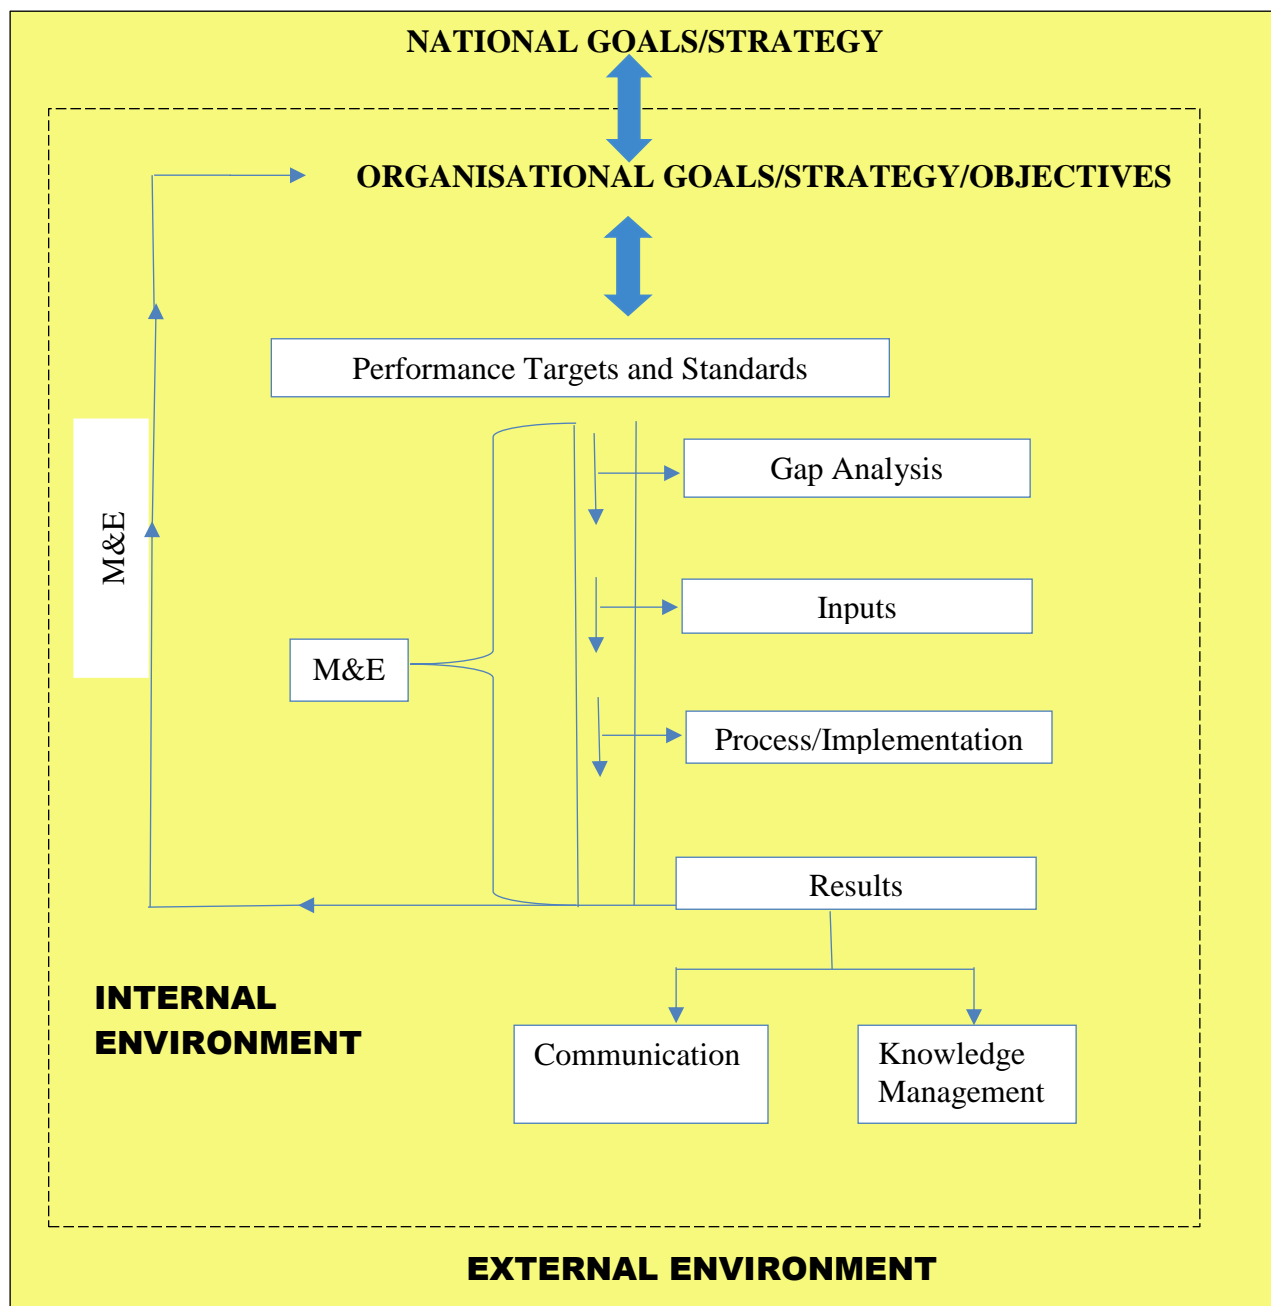 NATIONAL GOALS/STRATEGY
ORGANISATIONAL GOALS/STRATEGY/OBJECTIVES
Performance Targets and Standards
Gap Analysis
M&E
Inputs
M&E
Process/Implementation
Results
INTERNAL
ENVIRONMENT
Communication
Knowledge
Management
EXTERNAL ENVIRONMENT